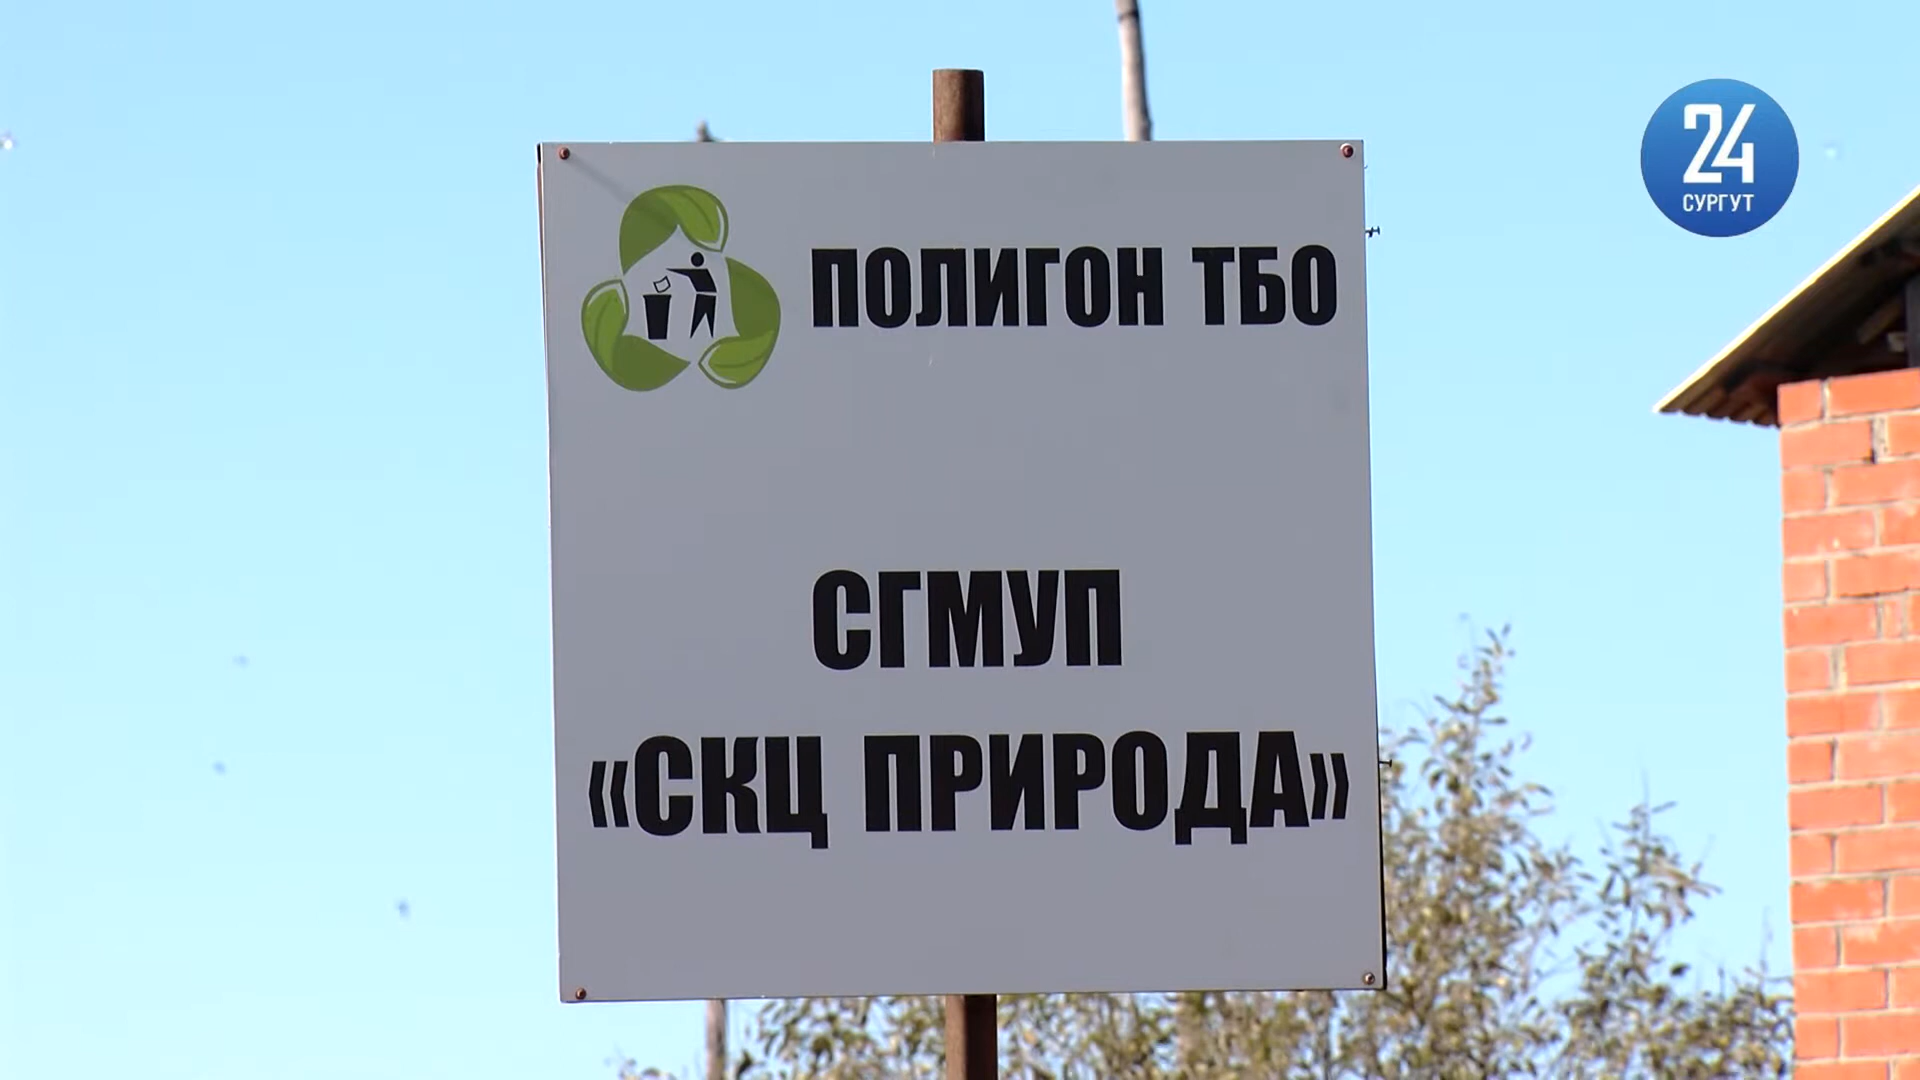 24
СУРГУТ
ПОЛИГОН ТБО
СГМУП
«СКЦ ПРИРОДА»